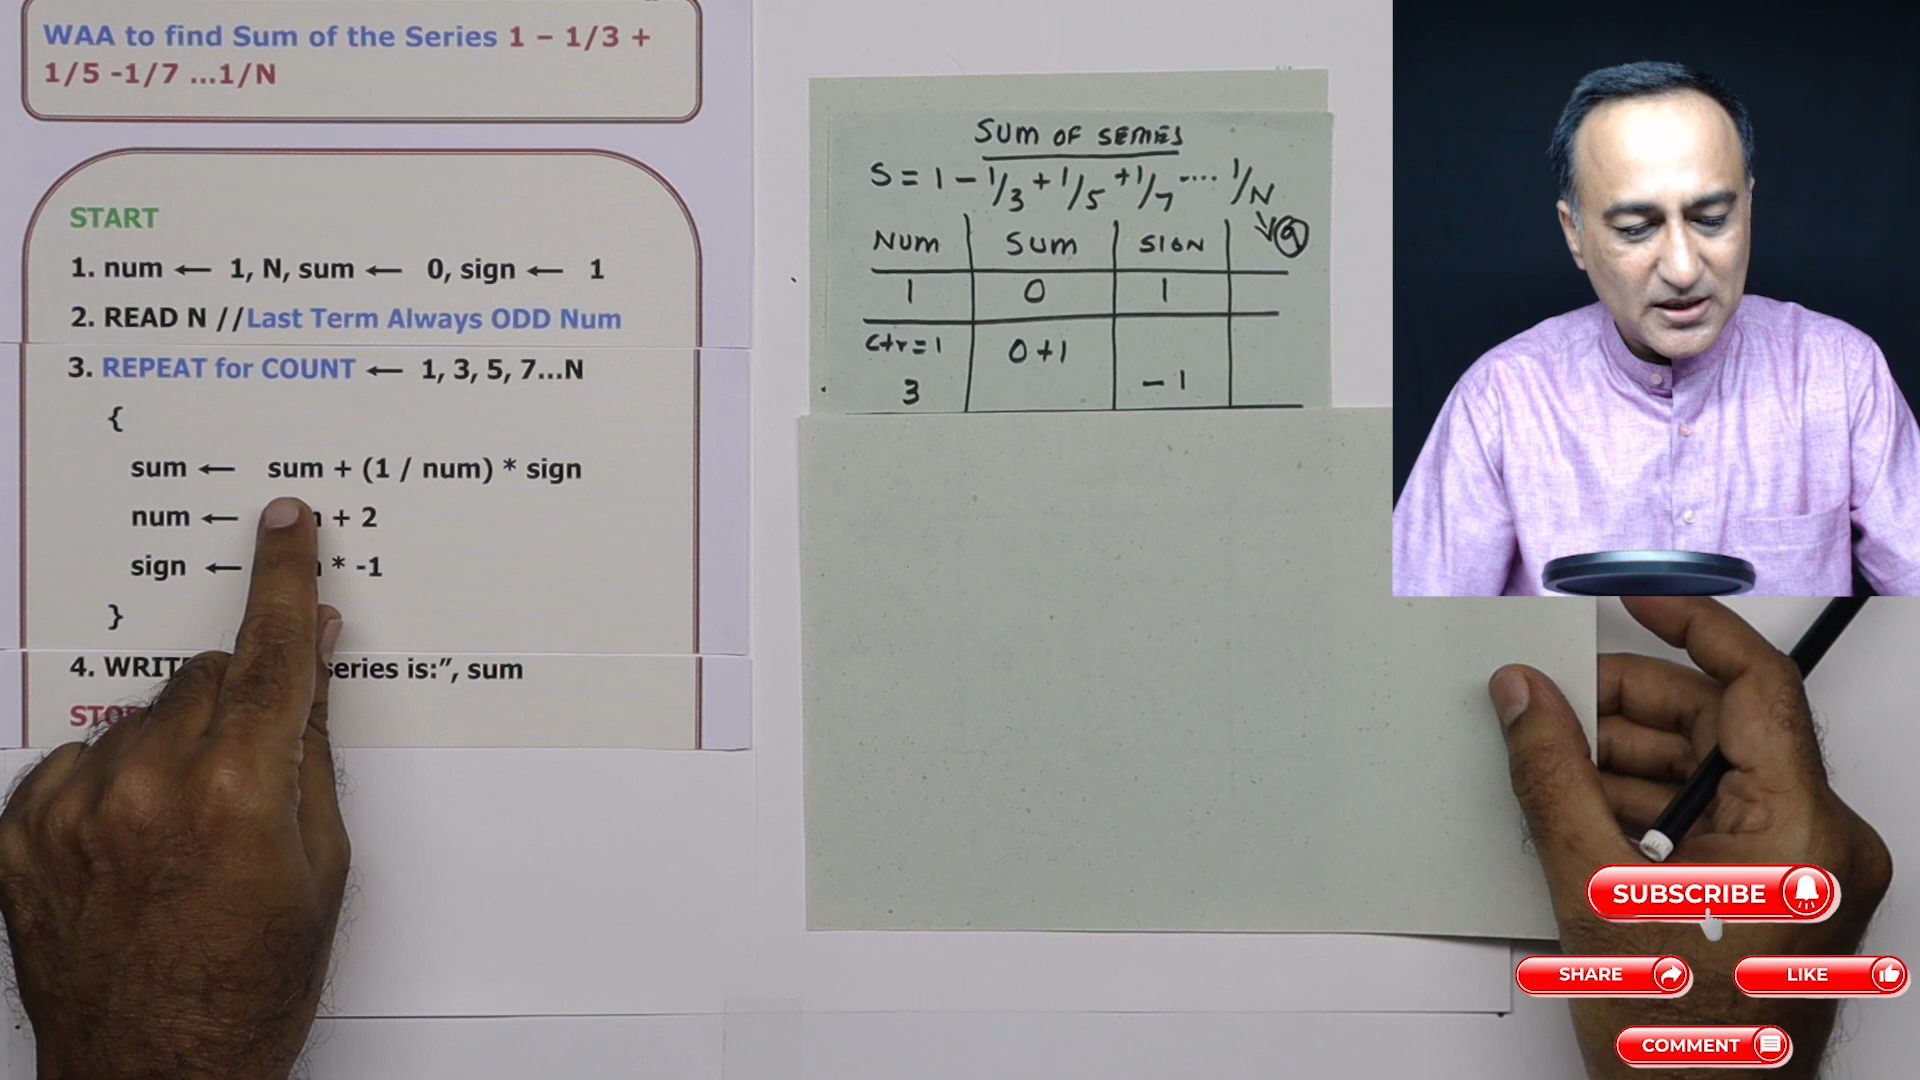 WAA to find Sum of the Series 1 – 1/3 +
1/5 -1/7 ...1/N
START
1. num ← 1, N, sum ← 0, sign ← 1
2. READ N //Last Term Always ODD Num
3. REPEAT for COUNT ← 1, 3, 5, 7...N
{
sum ← sum + (1 / num) * sign
num ← + 2
sign ← * -1
}
4. series is:”, sum
SUM OF SERIES
S = 1 - 1/3 + 1/5 + 1/7 .... 1/N
NUM SUM SIGN 9
1 0 1
Ctr=1 0+1
3 -1
SUBSCRIBE
SHARE LIKE
COMMENT